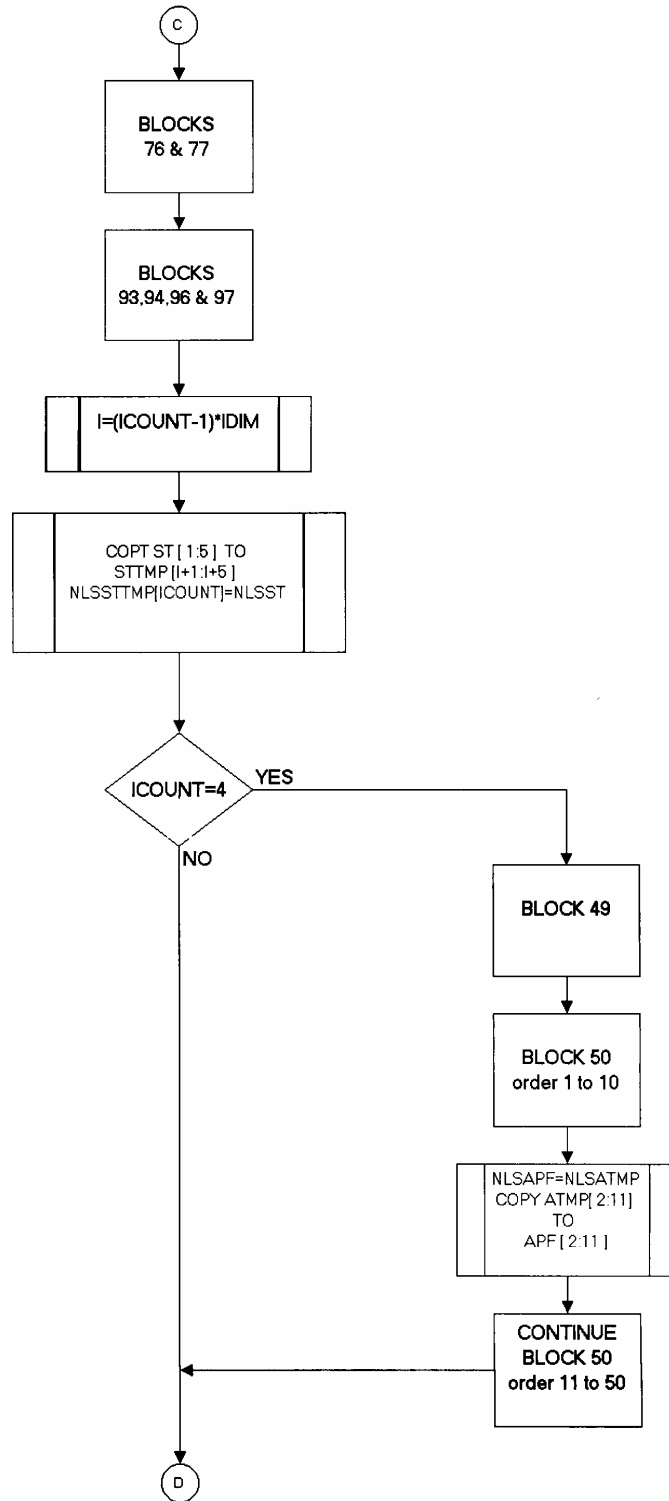 C
BLOCKS
76 & 77
BLOCKS
93,94,96 & 97
I=(ICOUNT-1)*IDIM
COPT ST [ 1:5 ] TO
STTMP [I+1:I+5 ]
NLSSTTMP[ICOUNT]=NLSST
ICOUNT=4
YES
NO
BLOCK 49
BLOCK 50
order 1 to 10
NLSAPF=NLSATMP
COPY ATMP[ 2:11]
TO
APF [ 2:11 ]
CONTINUE
BLOCK 50
order 11 to 50
D